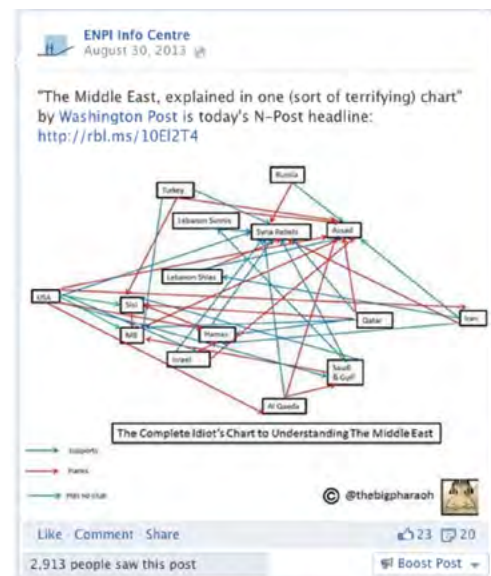 ENPI Info Centre
August 30, 2013
"The Middle East, explained in one (sort of terrifying) chart"
by Washington Post is today's N-Post headline:
http://rbl.ms/10El2T4
Russia
Turkey
Lebanon Sunnis
Syria Rebels
Assad
Lebanon Shias
USA
Sisi
Qatar
Iran
MB
Hamas
Israel
Saudi
& Gulf
Al Qaeda
The Complete Idiot's Chart to Understanding The Middle East
Supports
Hates
Has no clue
© @thebigpharaoh
Like · Comment · Share
23 20
2,913 people saw this post
Boost Post